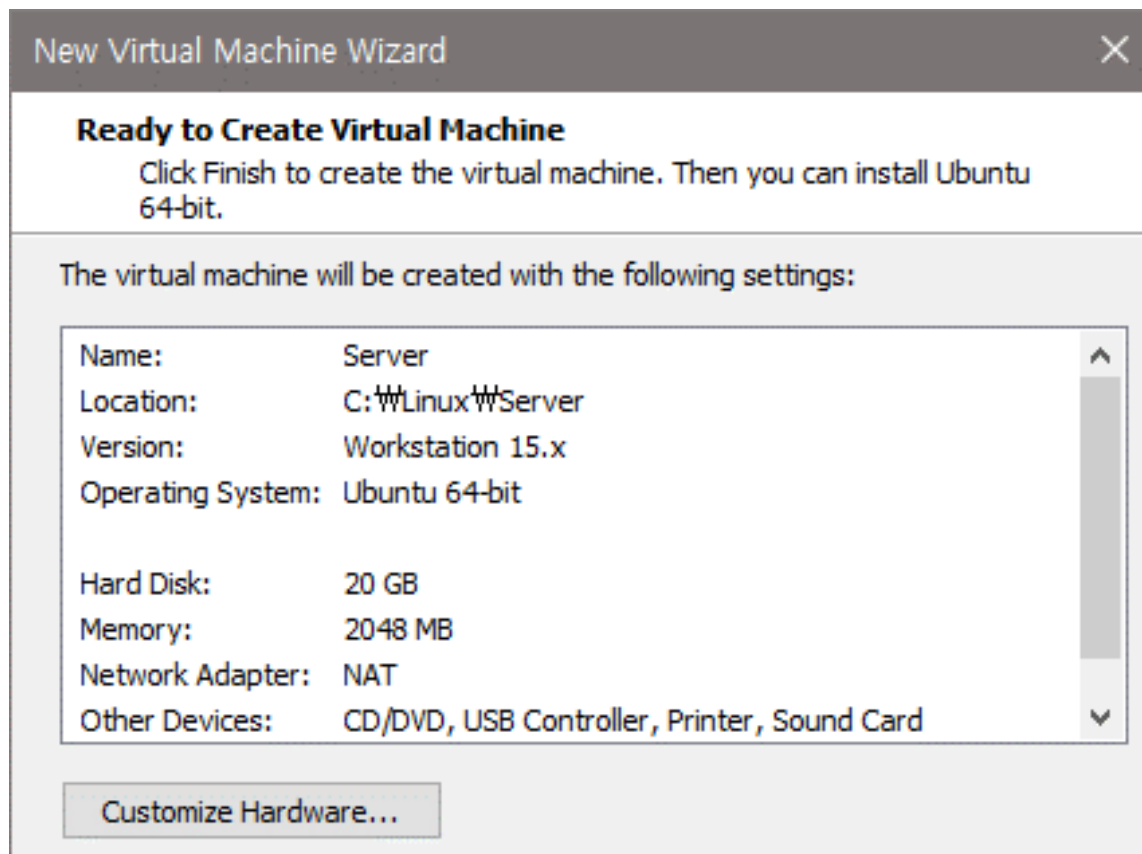 New Virtual Machine Wizard
Ready to Create Virtual Machine
Click Finish to create the virtual machine. Then you can install Ubuntu
64-bit.
The virtual machine will be created with the following settings:
Name: Server
Location: C:₩Linux₩Server
Version: Workstation 15.x
Operating System: Ubuntu 64-bit
Hard Disk: 20 GB
Memory: 2048 MB
Network Adapter: NAT
Other Devices: CD/DVD, USB Controller, Printer, Sound Card
Customize Hardware...